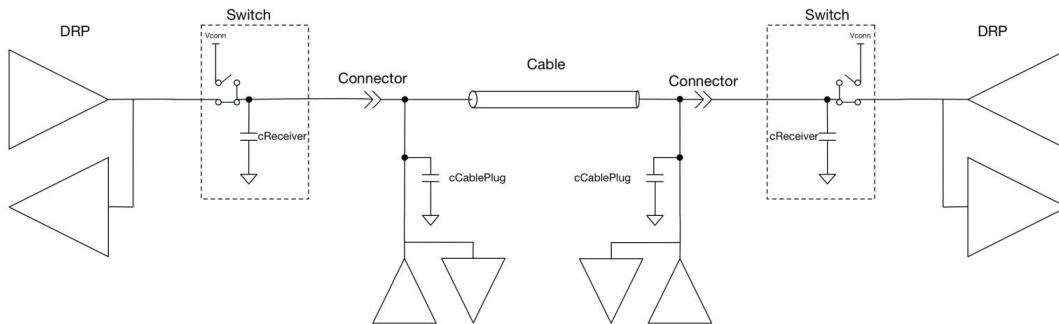 Switch
Switch
DRP
DRP
Vconn
Vconn
Cable
Connector
Connector
cReceiver
cReceiver
cCablePlug
cCablePlug